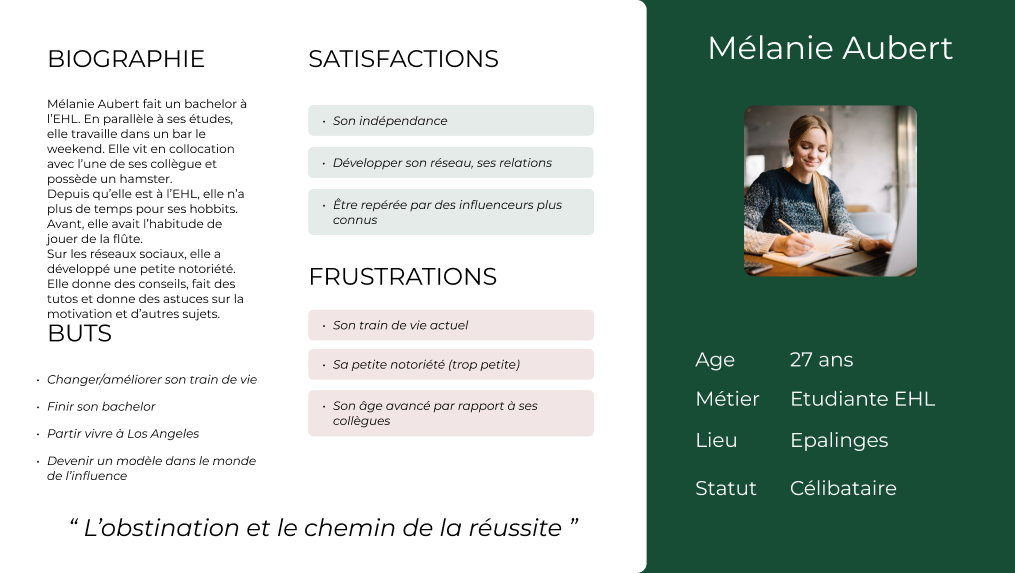 BIOGRAPHIE
Mélanie Aubert fait un bachelor à
l'EHL. En parallèle à ses études,
elle travaille dans un bar le
weekend. Elle vit en collocation
avec l'une de ses collègue et
possède un hamster.
Depuis qu'elle est à l'EHL, elle n'a
plus de temps pour ses hobbits.
Avant, elle avait l'habitude de
jouer de la flûte.
Sur les réseaux sociaux, elle a
développé une petite notoriété.
Elle donne des conseils, fait des
tutos et donne des astuces sur la
motivation et d'autres sujets.
BUTS
• Changer/améliorer son train de vie
• Finir son bachelor
• Partir vivre à Los Angeles
• Devenir un modèle dans le monde
de l'influence
SATISFACTIONS
• Son indépendance
• Développer son réseau, ses relations
• Être repérée par des influenceurs plus
connus
FRUSTRATIONS
• Son train de vie actuel
• Sa petite notoriété (trop petite)
• Son âge avancé par rapport à ses
collègues
“ L'obstination et le chemin de la réussite ”
Mélanie Aubert
Age 27 ans
Métier Etudiante EHL
Lieu Epalinges
Statut Célibataire